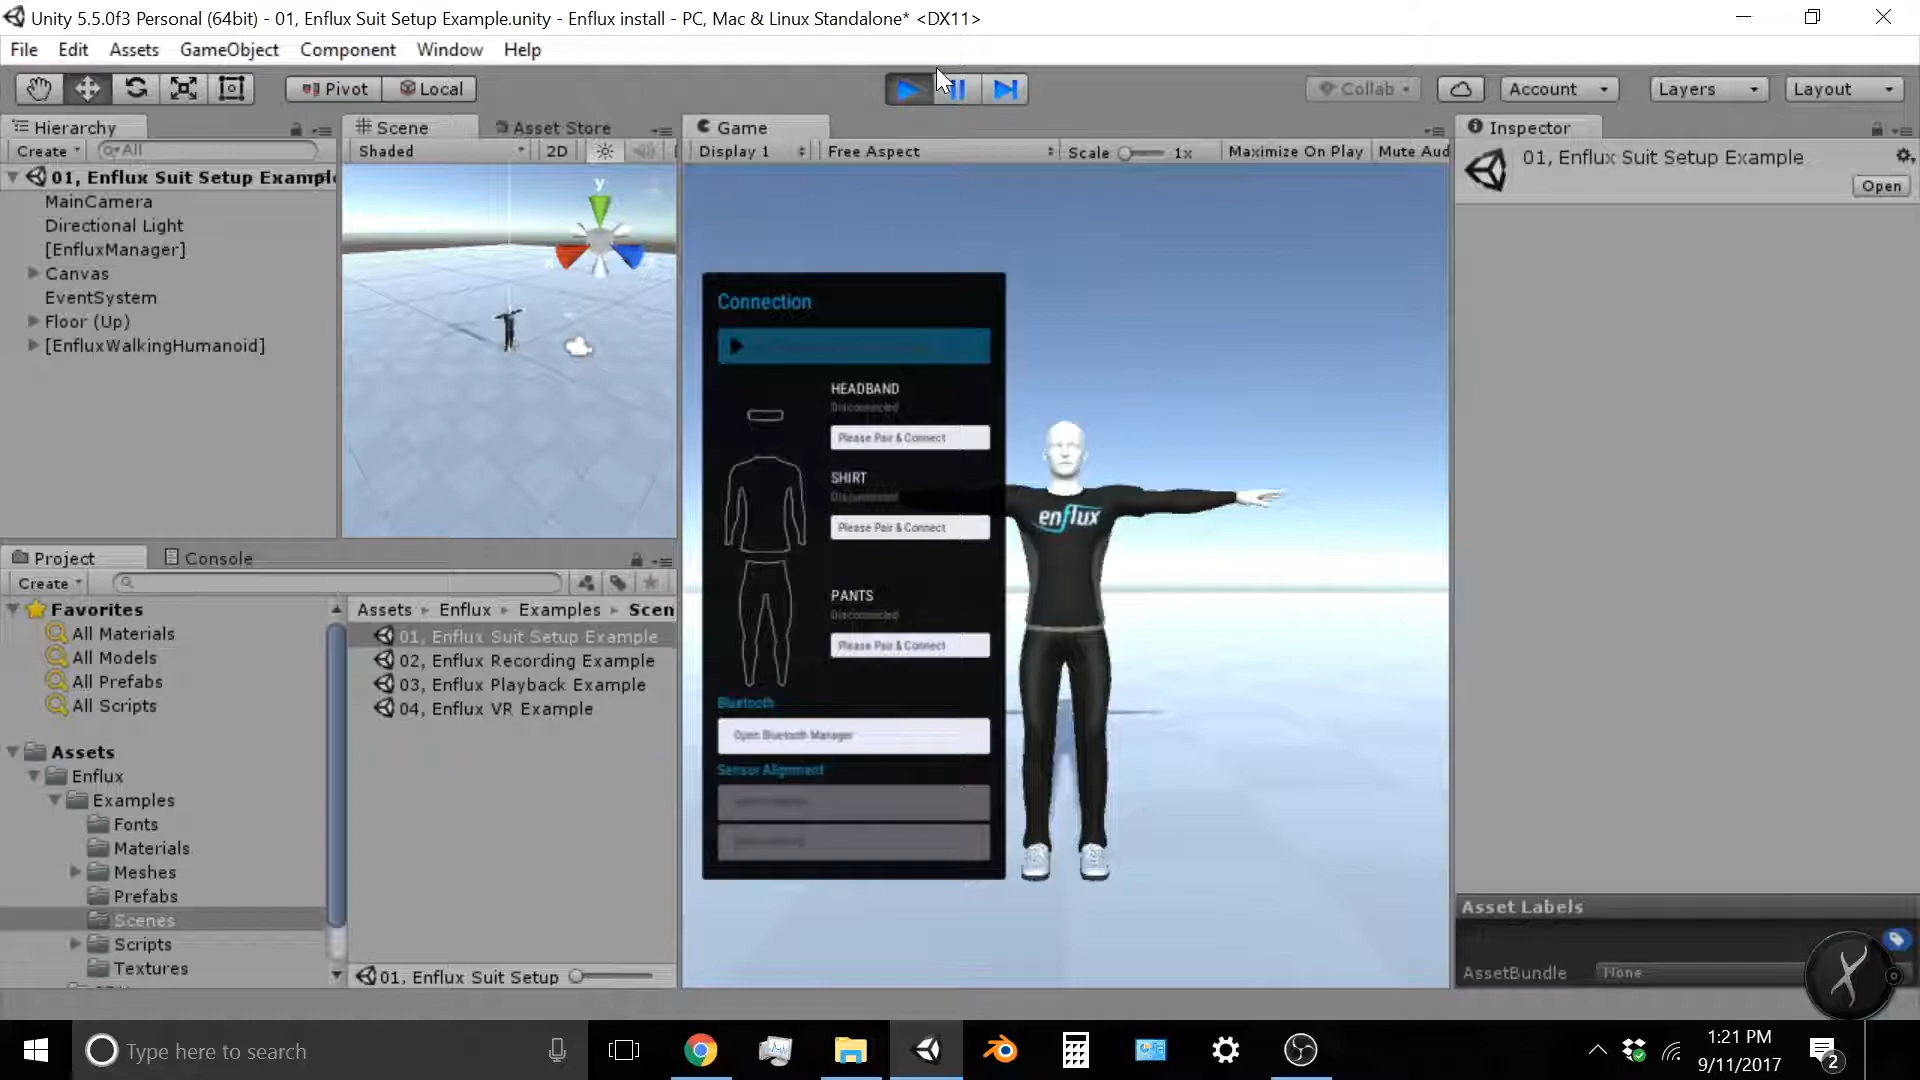 Unity 5.5.0f3 Personal (64bit) - 01, Enflux Suit Setup Example.unity - Enflux install - PC, Mac & Linux Standalone* <DX11>
File Edit Assets GameObject Component Window Help
Pivot Local Collab Account Layers Layout
Hierarchy
Create All
01, Enflux Suit Setup Example
MainCamera
Directional Light
[EnfluxManager]
Canvas
EventSystem
Floor (Up)
[EnfluxWalkingHumanoid]
Scene Asset Store
Shaded 2D
y
Game
Display 1 Free Aspect Scale 1x Maximize On Play Mute Aud
Connection
HEADBAND
Disconnected
Please Pair & Connect
SHIRT
Disconnected
Please Pair & Connect
PANTS
Disconnected
Please Pair & Connect
Bluetooth
Open Bluetooth Manager
Sensor Alignment
enflux
Inspector
01, Enflux Suit Setup Example
Open
Asset Labels
AssetBundle None
Project Console
Create
Favorites
All Materials
All Models
All Prefabs
All Scripts
Assets
Enflux
Examples
Fonts
Materials
Meshes
Prefabs
Scenes
Scripts
Textures
Assets Enflux Examples Scen
01, Enflux Suit Setup Example
02, Enflux Recording Example
03, Enflux Playback Example
04, Enflux VR Example
01, Enflux Suit Setup
Type here to search
1:21 PM
9/11/2017
2